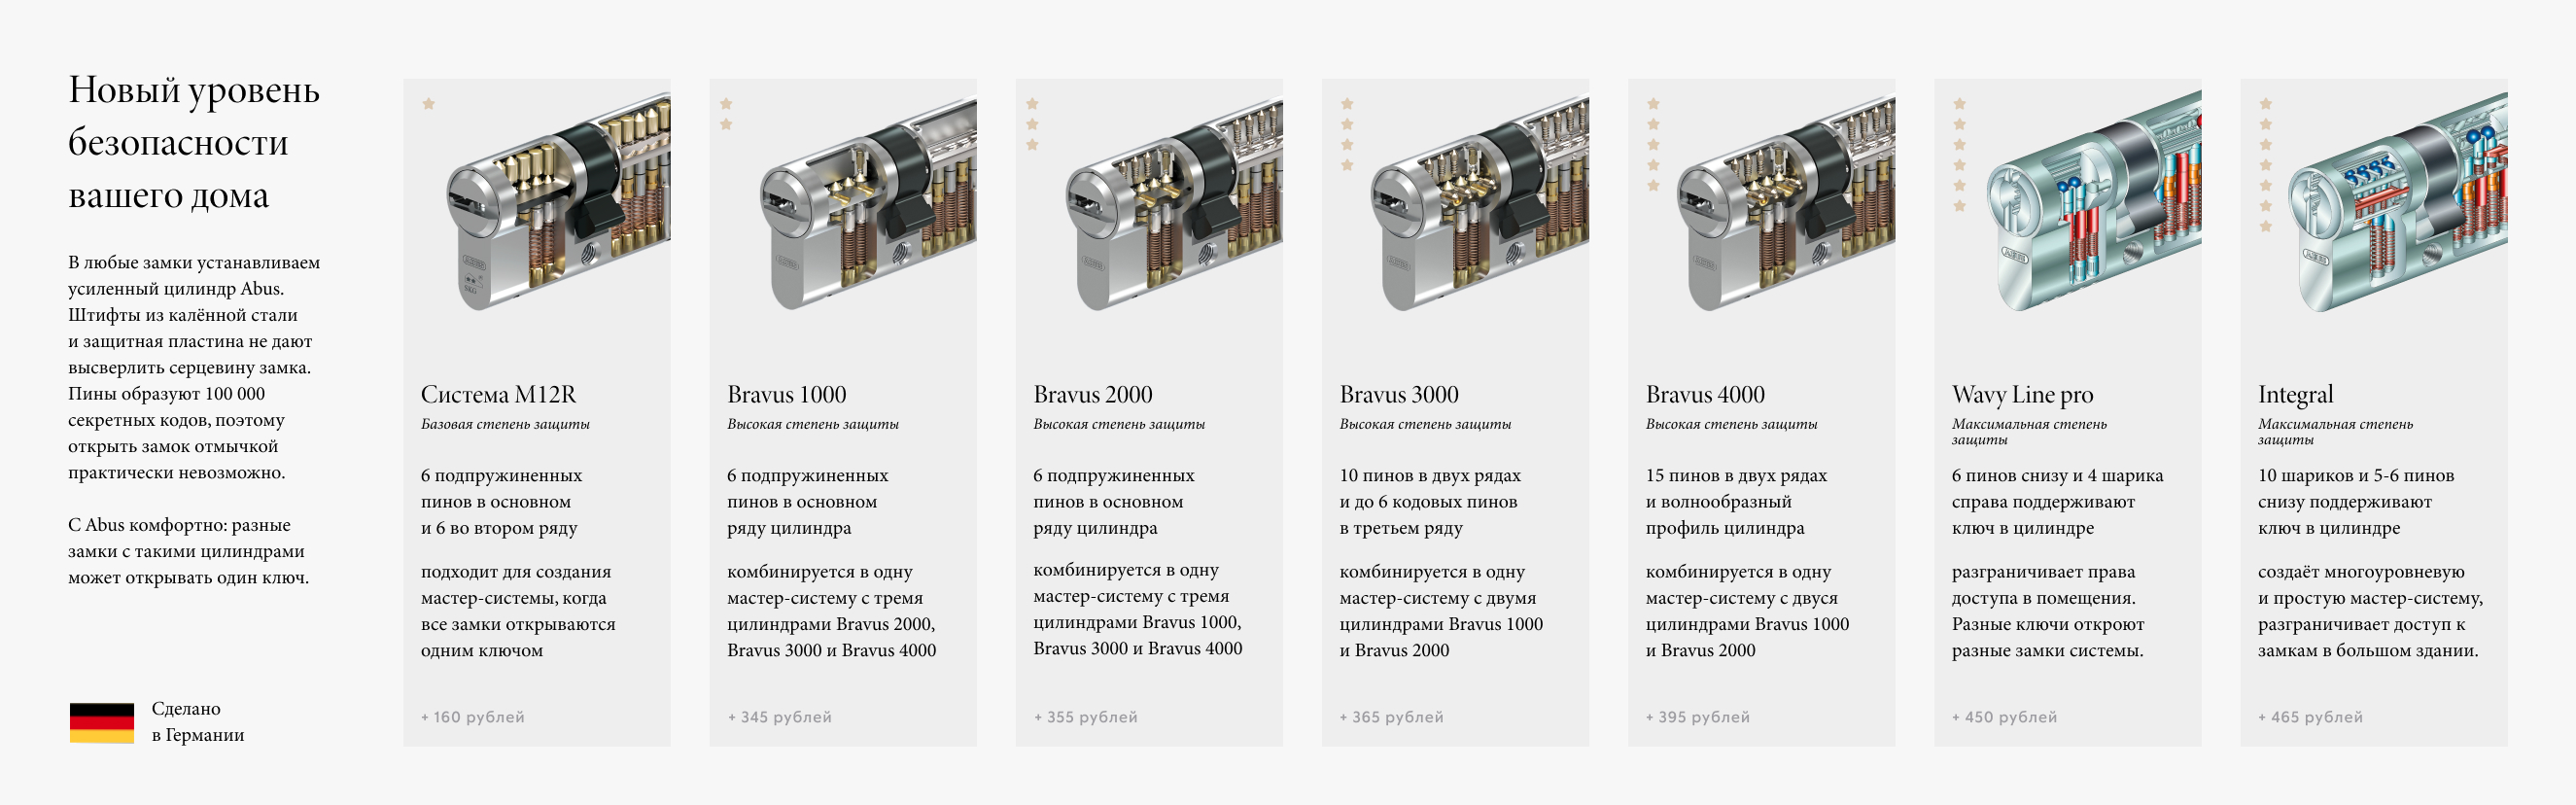 Новый уровень
безопасности
вашего дома
В любые замки устанавливаем
усиленный цилиндр Abus.
Штифты из калённой стали
и защитная пластина не дают
высверлить серцевину замка.
Пины образуют 100 000
секретных кодов, поэтому
открыть замок отмычкой
практически невозможно.
С Abus комфортно: разные
замки с такими цилиндрами
может открывать один ключ.
Сделано
в Германии
Система M12R
Базовая степень защиты
6 подпружиненных
пинов в основном
и 6 во втором ряду
подходит для создания
мастер-системы, когда
все замки открываются
одним ключом
+ 160 рублей
Bravus 1000
Высокая степень защиты
6 подпружиненных
пинов в основном
ряду цилиндра
комбинируется в одну
мастер-систему с тремя
цилиндрами Bravus 2000,
Bravus 3000 и Bravus 4000
+ 345 рублей
Bravus 2000
Высокая степень защиты
6 подпружиненных
пинов в основном
ряду цилиндра
комбинируется в одну
мастер-систему с тремя
цилиндрами Bravus 1000,
Bravus 3000 и Bravus 4000
+ 355 рублей
Bravus 3000
Высокая степень защиты
10 пинов в двух рядах
и до 6 кодовых пинов
в третьем ряду
комбинируется в одну
мастер-систему с двумя
цилиндрами Bravus 1000
и Bravus 2000
+ 365 рублей
Bravus 4000
Высокая степень защиты
15 пинов в двух рядах
и волнообразный
профиль цилиндра
комбинируется в одну
мастер-систему с двуся
цилиндрами Bravus 1000
и Bravus 2000
+ 395 рублей
Wavy Line pro
Максимальная степень
защиты
6 пинов снизу и 4 шарика
справа поддерживают
ключ в цилиндре
разграничивает права
доступа в помещения.
Разные ключи откроют
разные замки системы.
+ 450 рублей
Integral
Максимальная степень
защиты
10 шариков и 5-6 пинов
снизу поддерживают
ключ в цилиндре
создаёт многоуровневую
и простую мастер-систему,
разграничивает доступ к
замкам в большом здании.
+ 465 рублей